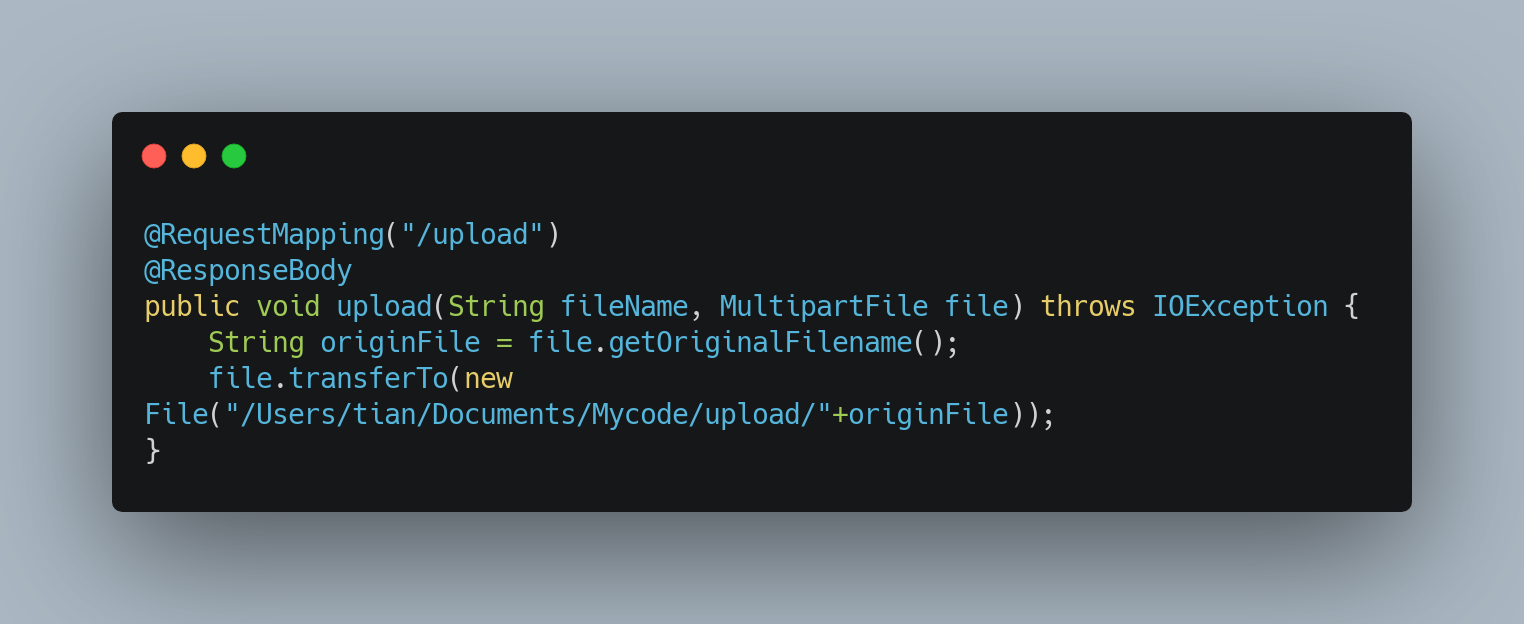 @RequestMapping("/upload")
@ResponseBody
public void upload(String fileName, MultipartFile file) throws IOException {
    String originFile = file.getOriginalFilename();
    file.transferTo(new
File("/Users/tian/Documents/Mycode/upload/"+originFile));
}